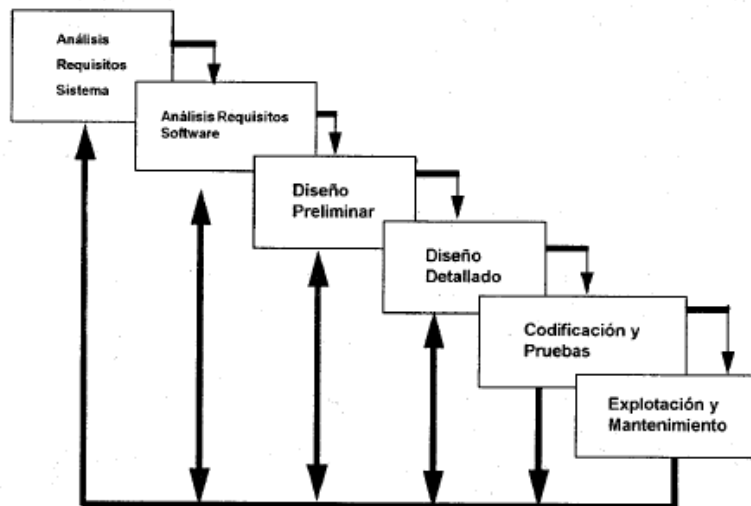 Análisis
Requisitos
Sistema
Análisis Requisitos
Software
Diseño
Preliminar
Diseño
Detallado
Codificación y
Pruebas
Explotación y
Mantenimiento